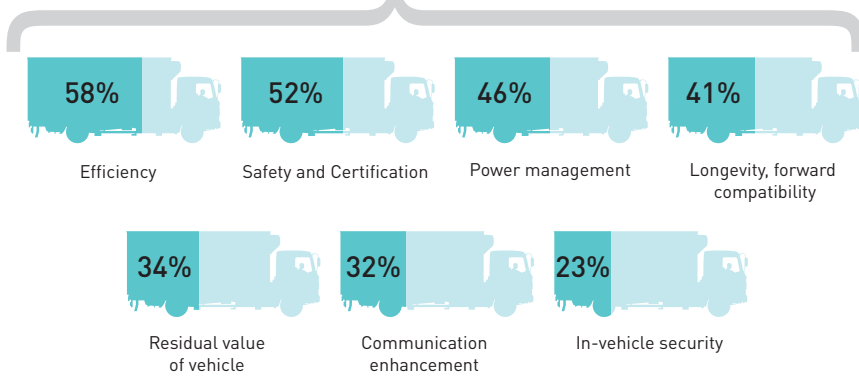 58%
52%
46%
41%
Efficiency
Safety and Certification
Power management
Longevity, forward
compatibility
34%
32%
23%
Residual value
of vehicle
Communication
enhancement
In-vehicle security